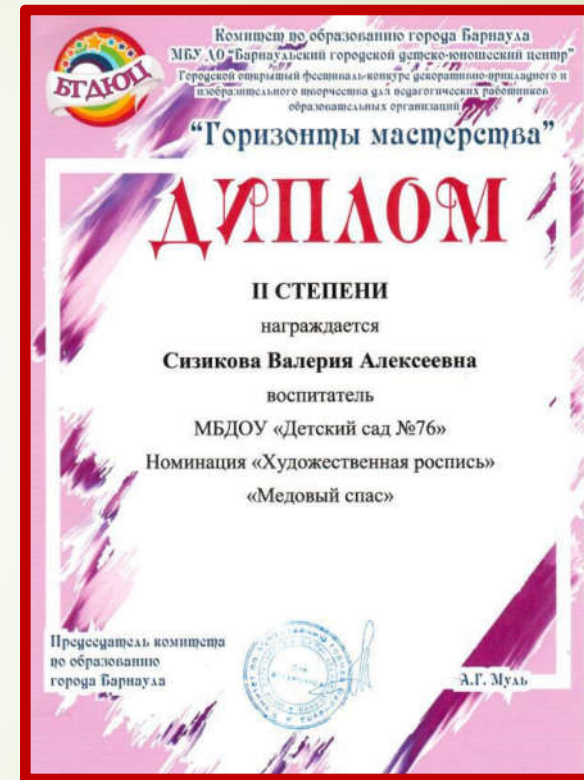 БГДЮЦ
Комитет по образованию города Барнаула
МБУ ДО "Барнаульский городской детско-юношеский центр"
Городской открытый фестиваль-конкурс декоративно-прикладного и
изобразительного творчества для педагогических работников
образовательных организаций
"Горизонты мастерства"
ДИПЛОМ
II СТЕПЕНИ
награждается
Сизикова Валерия Алексеевна
воспитатель
МБДОУ «Детский сад №76»
Номинация «Художественная роспись»
«Медовый спас»
Председатель комитета
по образованию
города Барнаула
А.Г. Муль